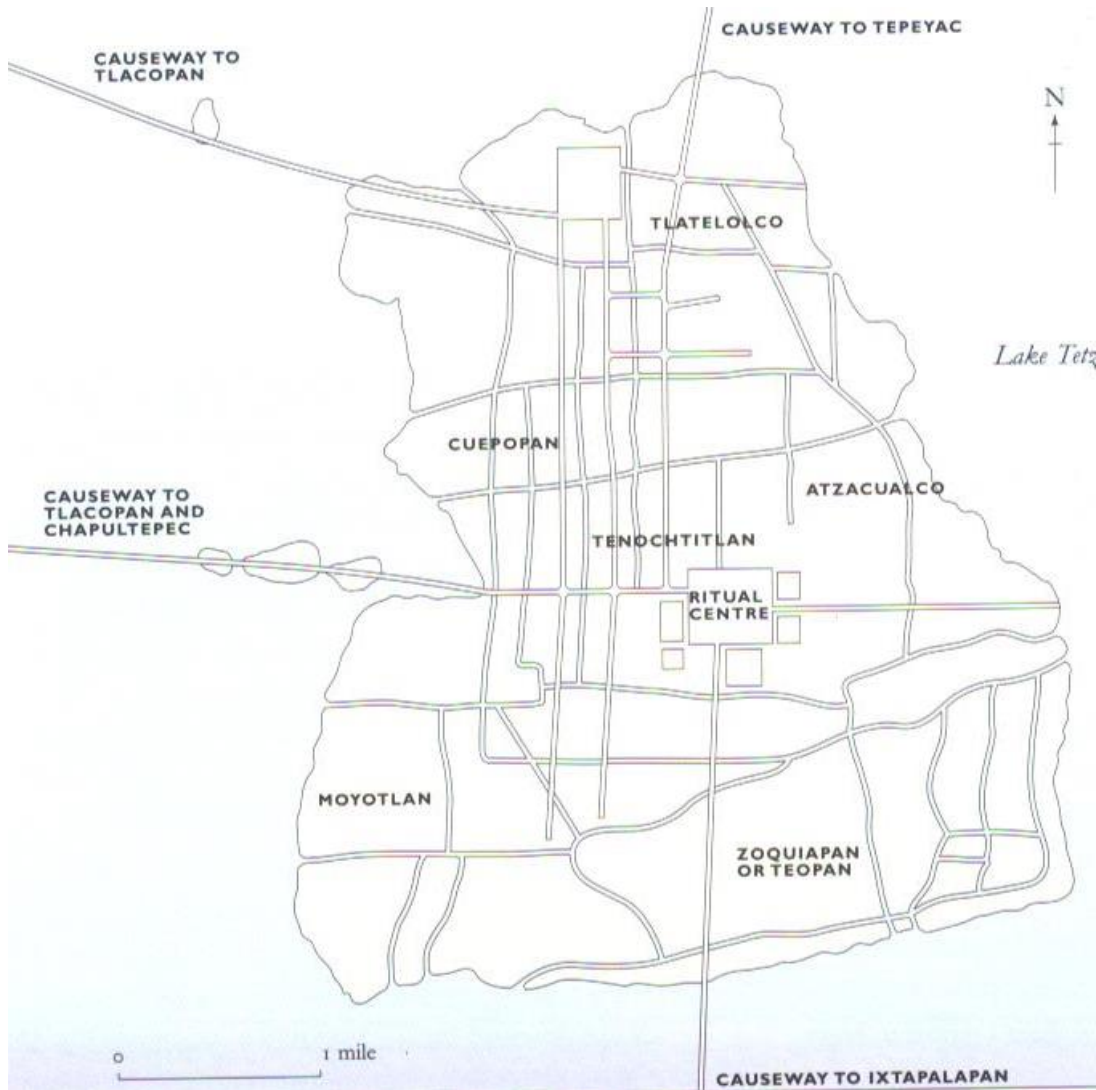 CAUSEWAY TO TEPEYAC
CAUSEWAY TO
TLACOPAN
N
TLATELOLCO
Lake Tetz
CUEPOPAN
ATZACUALCO
CAUSEWAY TO
TLACOPAN AND
CHAPULTEPEC
TENOCHTITLAN
RITUAL
CENTRE
MOYOTLAN
ZOQUIAPAN
OR TEOPAN
0
1 mile
CAUSEWAY TO IXTAPALAPAN